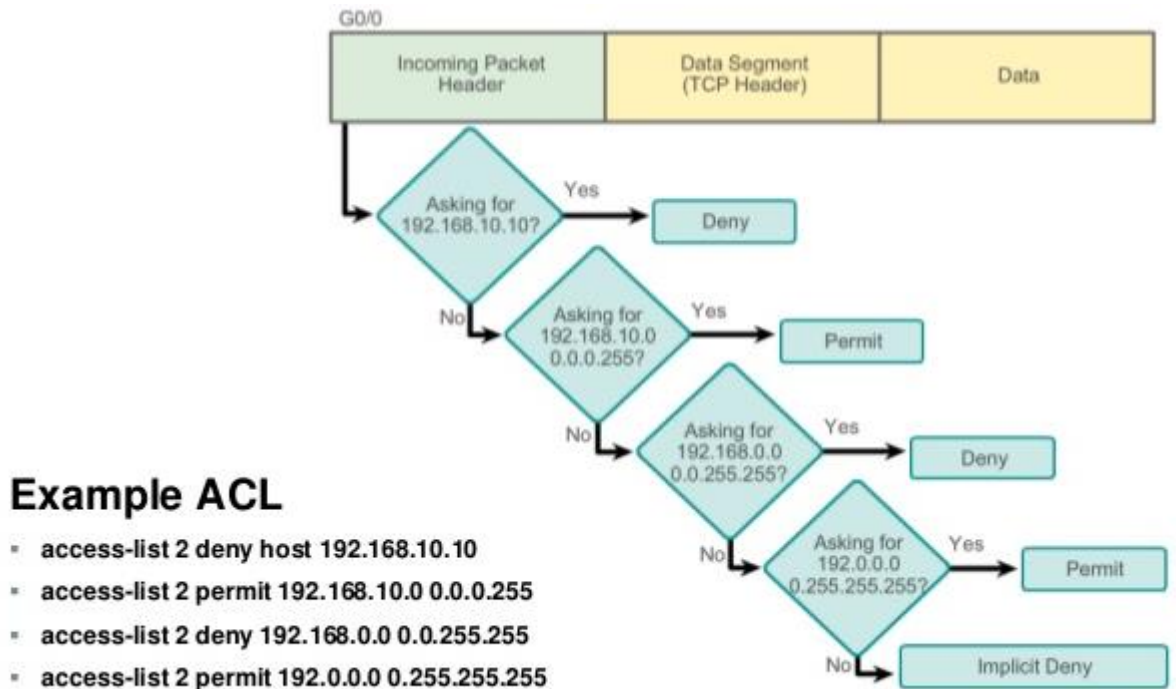 G0/0
Incoming Packet
Header
Data Segment
(TCP Header)
Data
Asking for
192.168.10.10?
Yes
Deny
No
Asking for
192.168.10.0
0.0.0.255?
Yes
Permit
No
Asking for
192.168.0.0
0.0.255.255?
Yes
Deny
No
Asking for
192.0.0.0
0.255.255.255?
Yes
Permit
No
Implicit Deny
Example ACL
▪ access-list 2 deny host 192.168.10.10
▪ access-list 2 permit 192.168.10.0 0.0.0.255
▪ access-list 2 deny 192.168.0.0 0.0.255.255
▪ access-list 2 permit 192.0.0.0 0.255.255.255